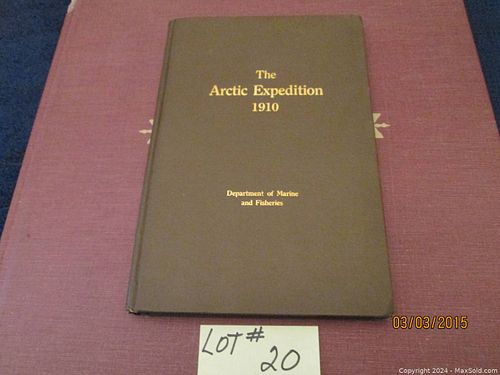 The
Arctic Expedition
1910
Department of Marine
and Fisheries
03/03/2015
LOT #
20
Copyright 2024 - MaxSold.com